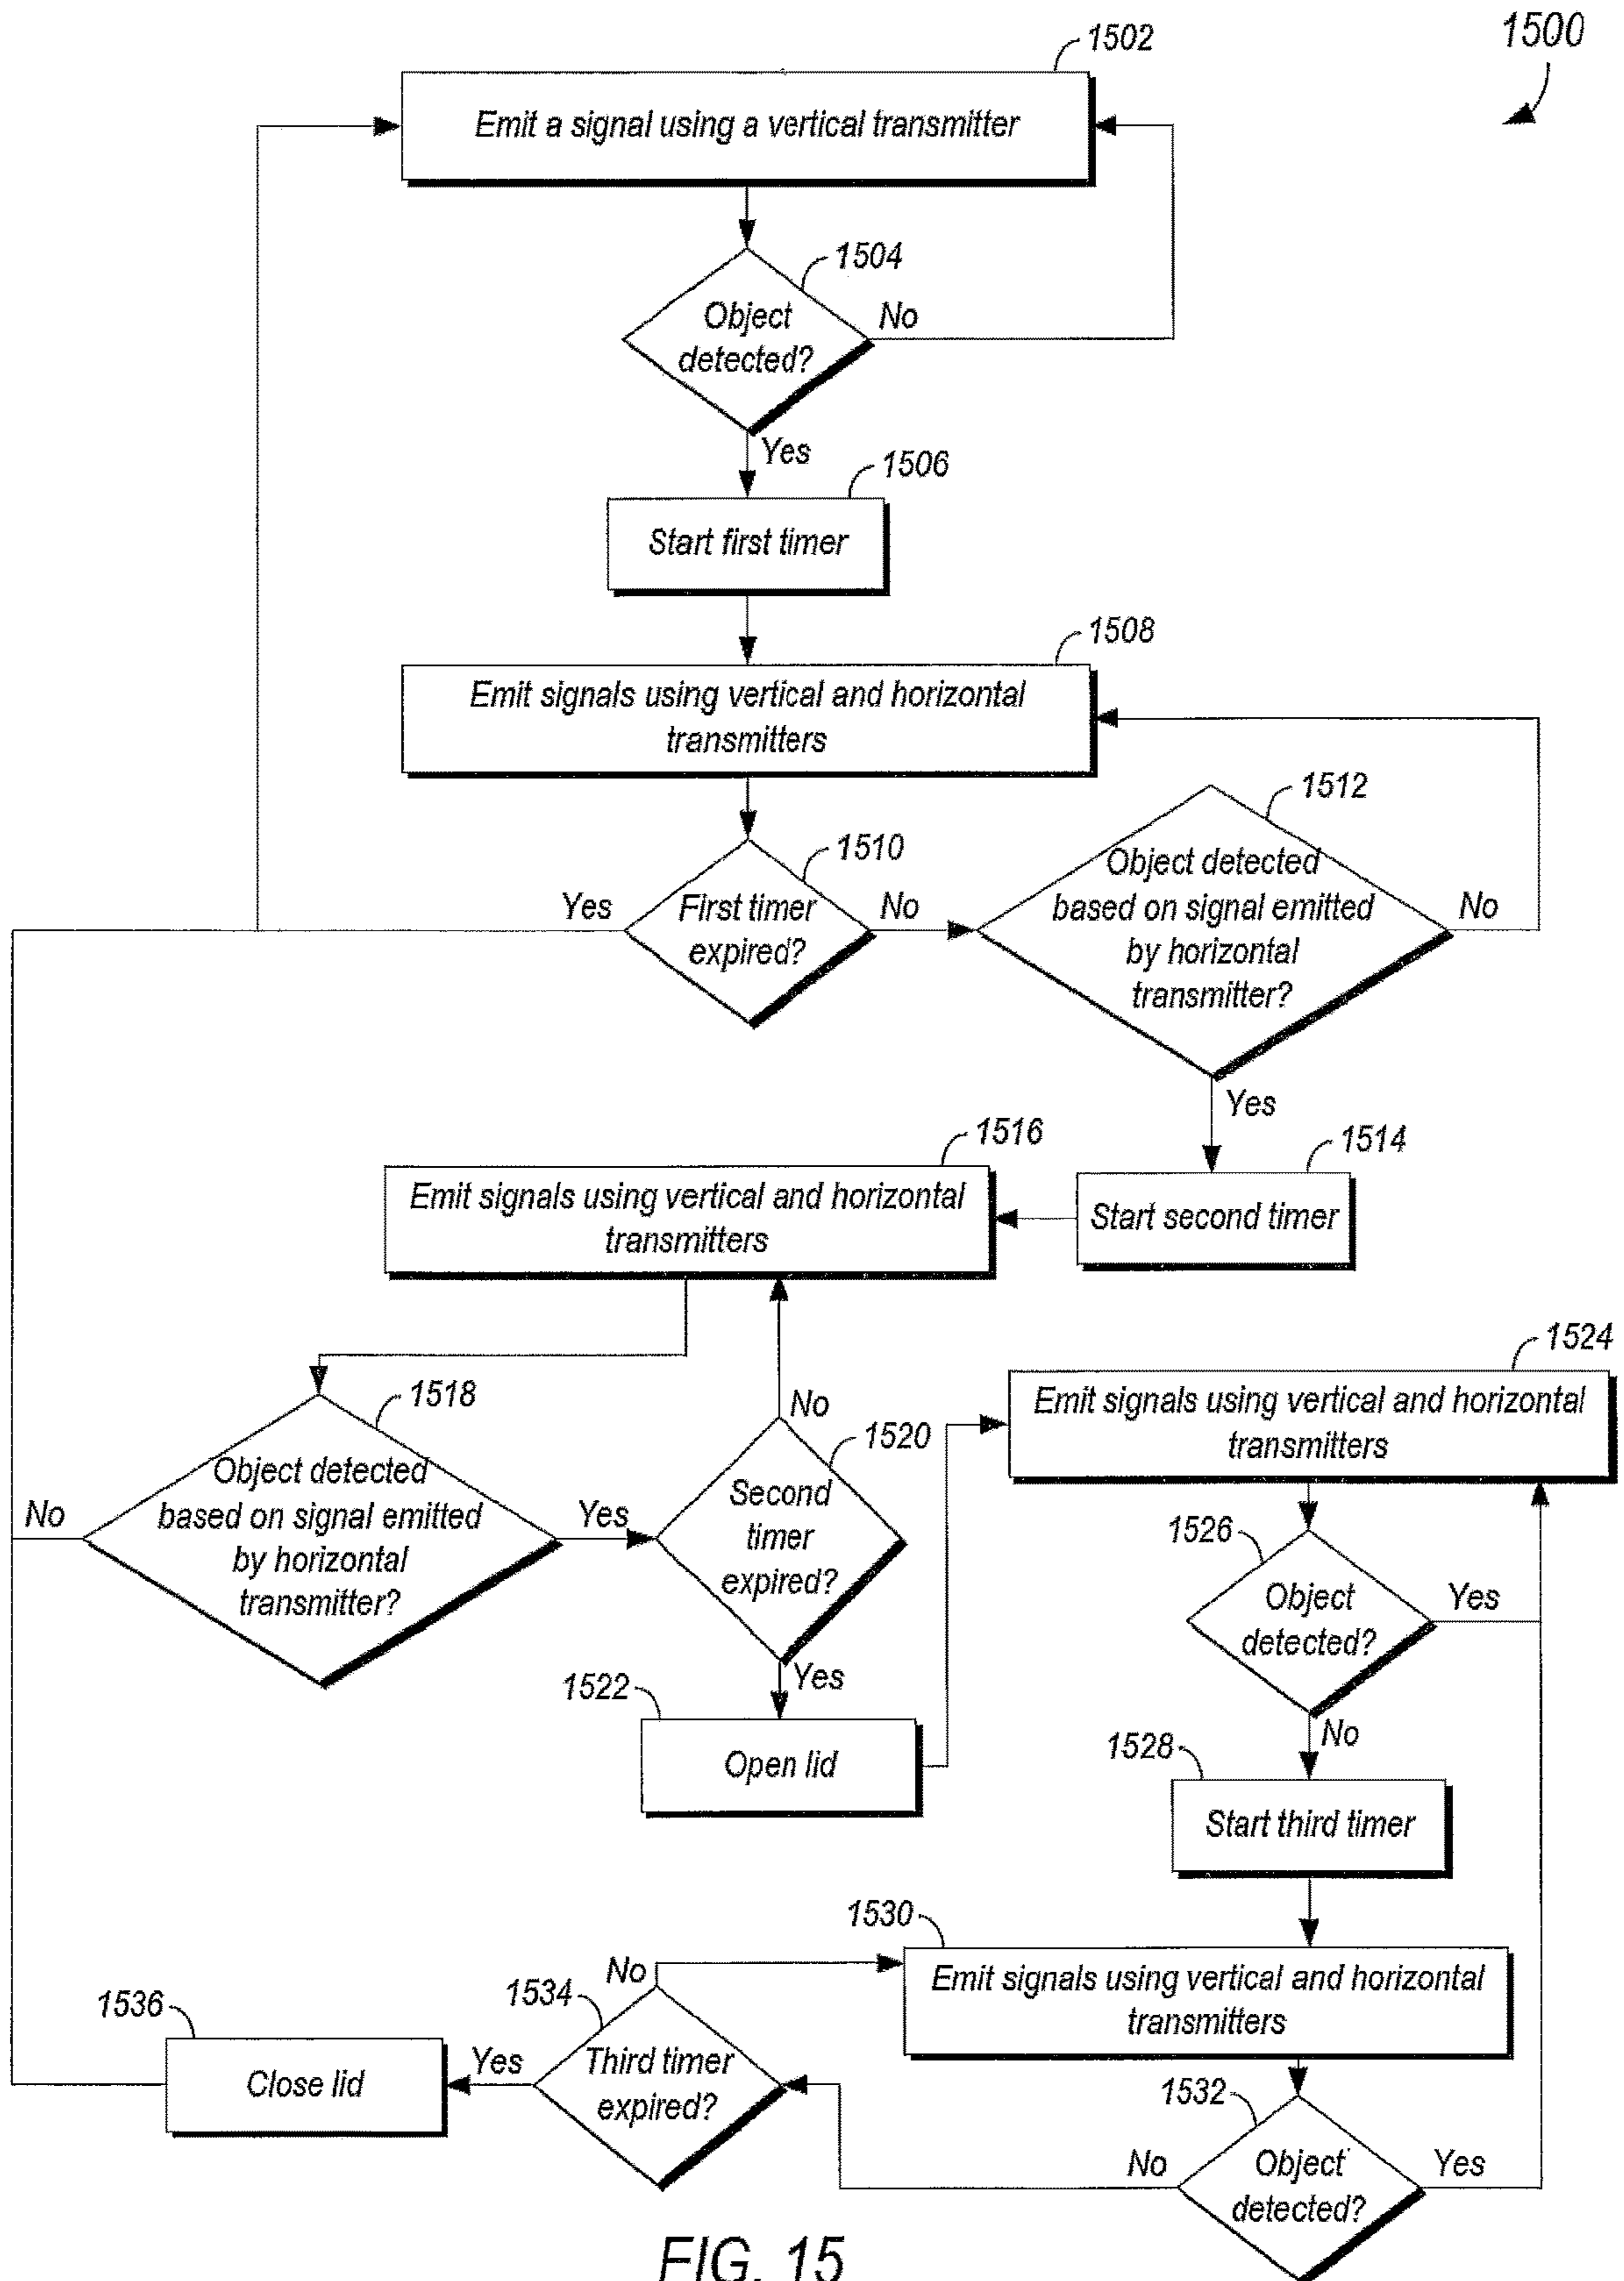 1500
1502
Emit a signal using a vertical transmitter
1504
Object
detected?
No
Yes
1506
Start first timer
1508
Emit signals using vertical and horizontal
transmitters
1510
First timer
expired?
Yes
No
1512
Object detected
based on signal emitted
by horizontal
transmitter?
No
Yes
1514
Start second timer
1516
Emit signals using vertical and horizontal
transmitters
1518
Object detected
based on signal emitted
by horizontal
transmitter?
No
Yes
1520
Second
timer
expired?
No
Yes
1522
Open lid
1524
Emit signals using vertical and horizontal
transmitters
1526
Object
detected?
Yes
No
1528
Start third timer
1530
Emit signals using vertical and horizontal
transmitters
1532
Object
detected?
Yes
No
1534
Third timer
expired?
No
Yes
1536
Close lid
FIG. 15